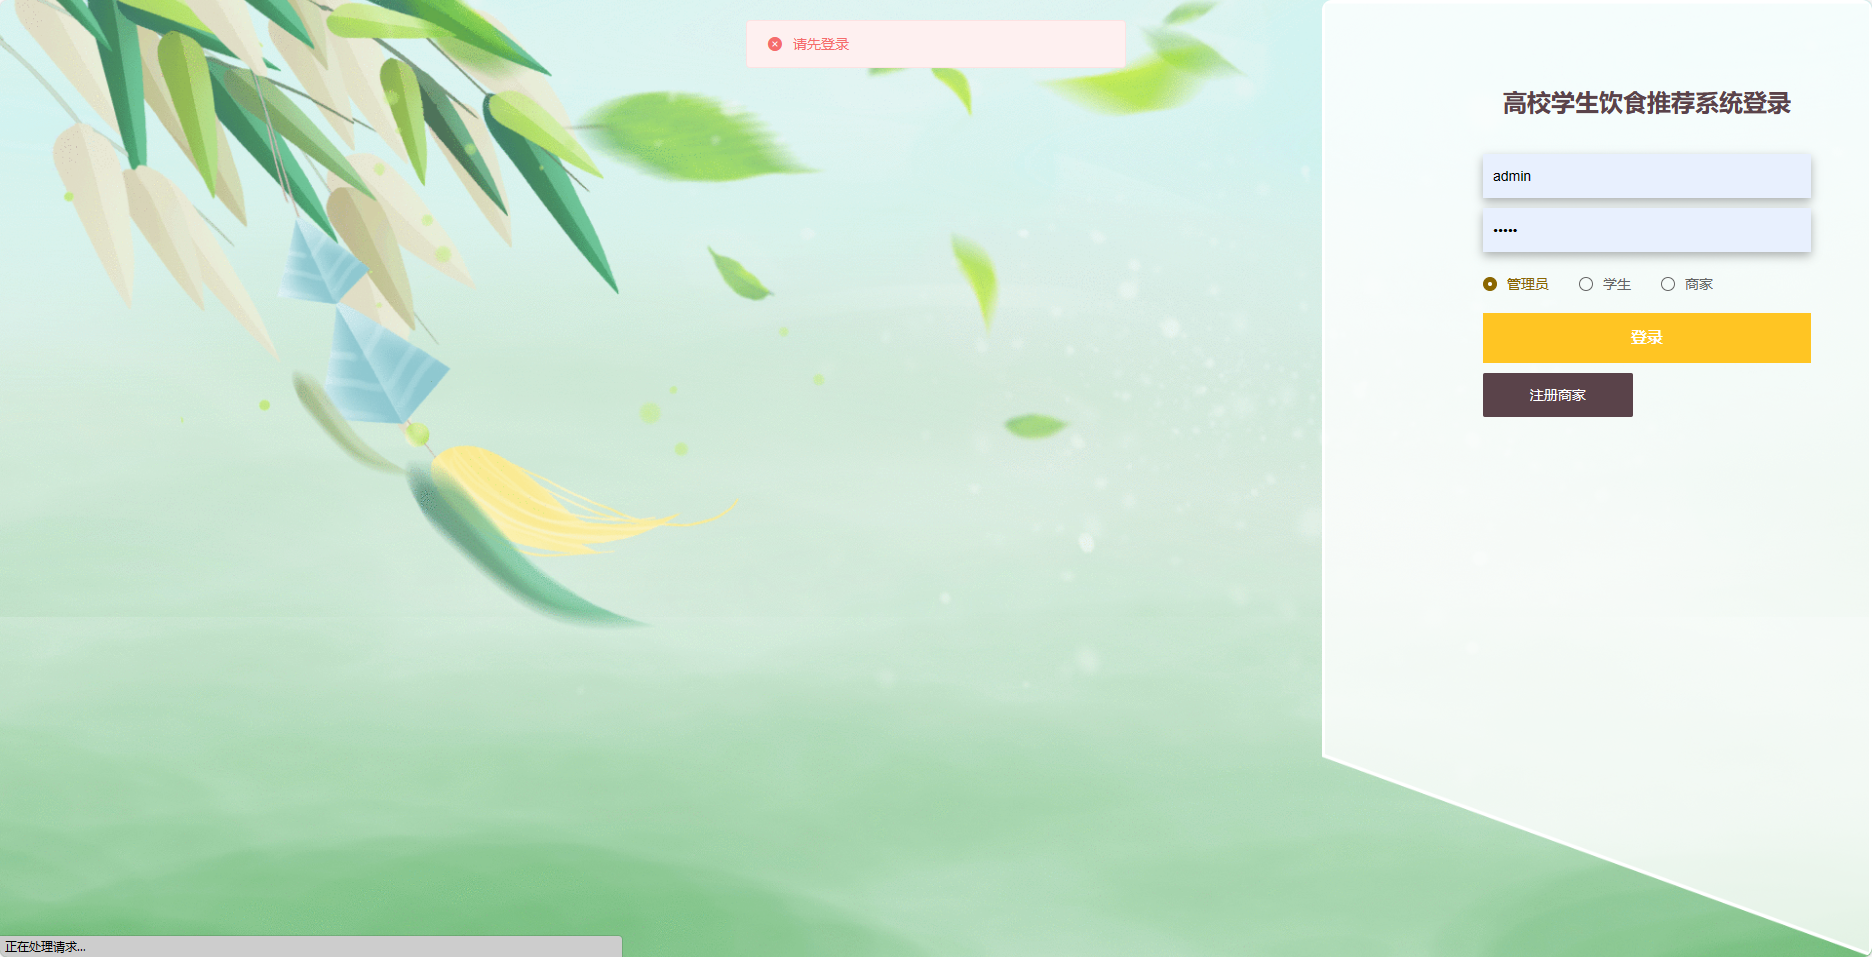 请先登录
高校学生饮食推荐系统登录
admin
•••••
管理员 学生 商家
登录
注册商家
正在处理请求...